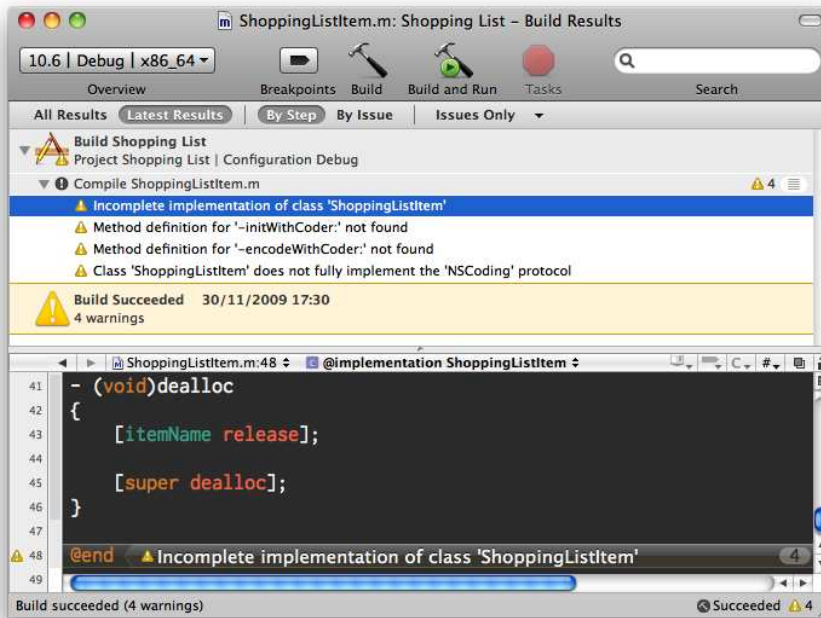 ShoppingListItem.m: Shopping List – Build Results
10.6 | Debug | x86_64
Overview
Breakpoints
Build
Build and Run
Tasks
Search
All Results Latest Results By Step By Issue Issues Only
Build Shopping List
Project Shopping List | Configuration Debug
Compile ShoppingListItem.m
4
Incomplete implementation of class 'ShoppingListItem'
Method definition for '-initWithCoder:' not found
Method definition for '-encodeWithCoder:' not found
Class 'ShoppingListItem' does not fully implement the 'NSCoding' protocol
Build Succeeded 30/11/2009 17:30
4 warnings
ShoppingListItem.m:48 @implementation ShoppingListItem C #
41 - (void)dealloc
42 {
43 [itemName release];
44
45 [super dealloc];
46 }
47
48 @end Incomplete implementation of class 'ShoppingListItem' 4
49
Build succeeded (4 warnings)
Succeeded 4